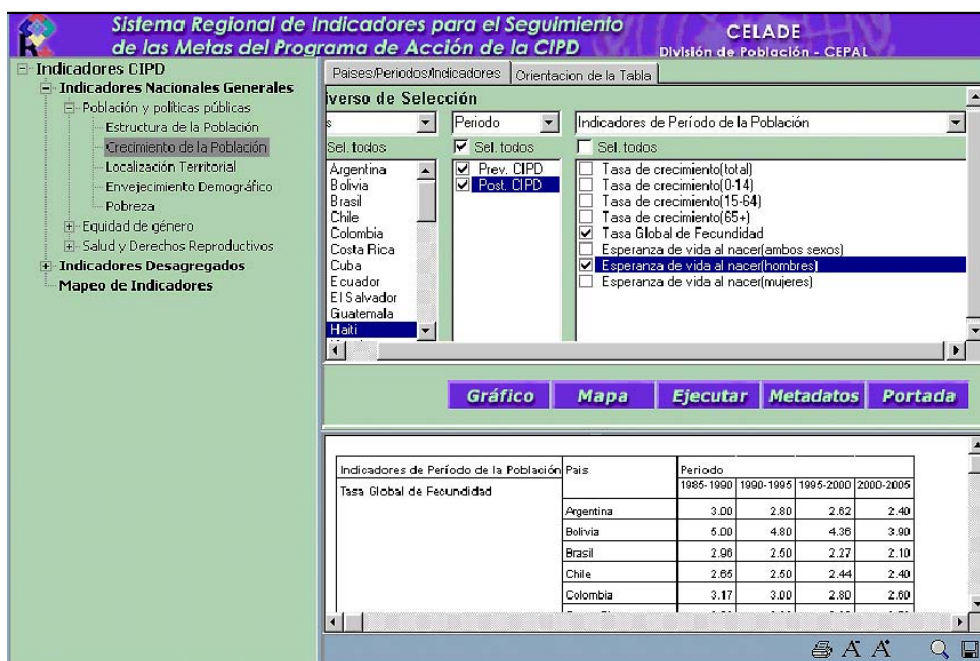 Sistema Regional de Indicadores para el Seguimiento
de las Metas del Programa de Acción de la CIPD
CELADE
División de Población - CEPAL
Indicadores CIPD
Indicadores Nacionales Generales
Población y políticas públicas
Estructura de la Población
Crecimiento de la Población
Localización Territorial
Envejecimiento Demográfico
Pobreza
Equidad de género
Salud y Derechos Reproductivos
Indicadores Desagregados
Mapeo de Indicadores
Paises/Periodos/Indicadores Orientacion de la Tabla
iverso de Selección
s Periodo Indicadores de Período de la Población
Sel. todos Sel. todos Sel. todos
Argentina
Bolivia
Brasil
Chile
Colombia
Costa Rica
Cuba
Ecuador
El Salvador
Guatemala
Haiti
Prev. CIPD
Post. CIPD
Tasa de crecimiento(total)
Tasa de crecimiento(0-14)
Tasa de crecimiento(15-64)
Tasa de crecimiento(65+)
Tasa Global de Fecundidad
Esperanza de vida al nacer(ambos sexos)
Esperanza de vida al nacer(hombres)
Esperanza de vida al nacer(mujeres)
Gráfico Mapa Ejecutar Metadatos Portada
Indicadores de Período de la Población Pais Periodo
1985-1990 1990-1995 1995-2000 2000-2005
Tasa Global de Fecundidad
Argentina 3.00 2.80 2.62 2.40
Bolivia 5.00 4.80 4.36 3.90
Brasil 2.96 2.50 2.27 2.10
Chile 2.65 2.50 2.44 2.40
Colombia 3.17 3.00 2.80 2.60
A A